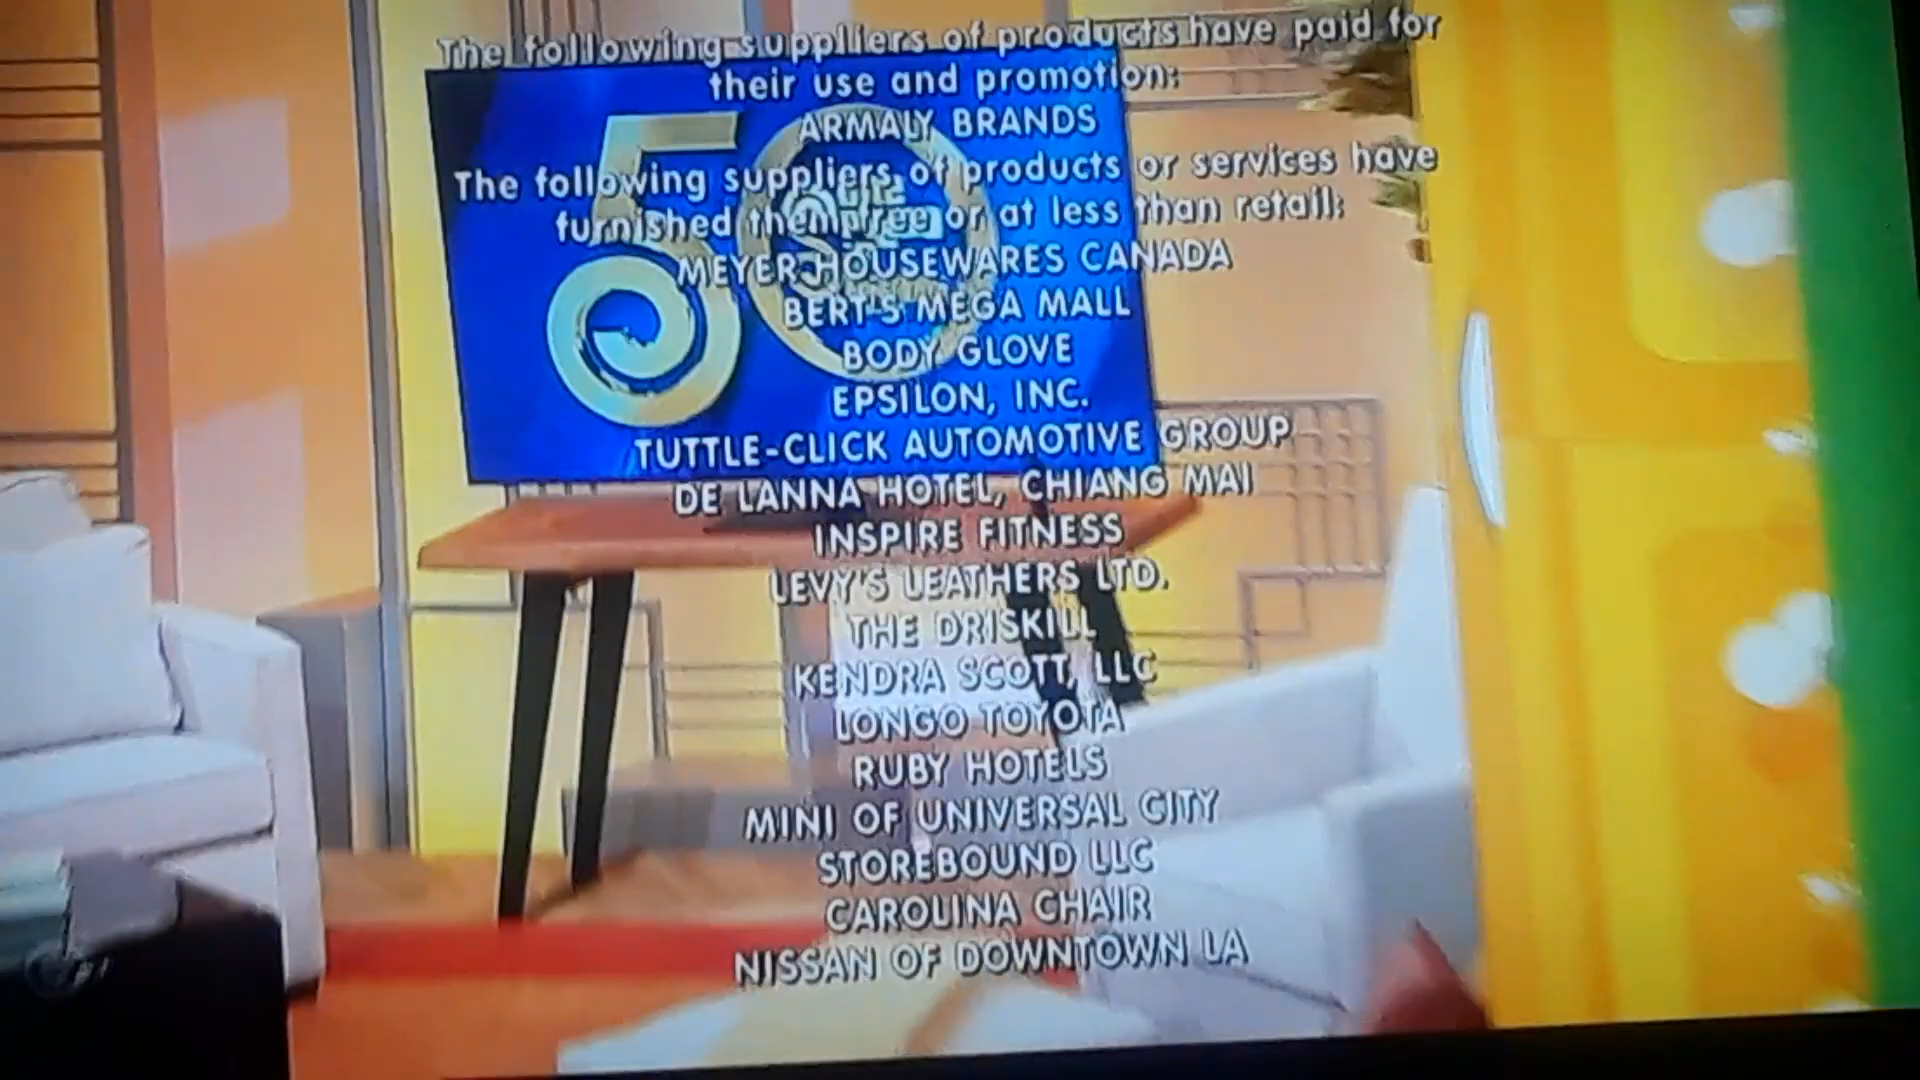 The following suppliers of products have paid for
their use and promotion:
ARMALY BRANDS
The following suppliers of products or services have
furnished them free or at less than retail:
MEYER HOUSEWARES CANADA
BERT'S MEGA MALL
BODY GLOVE
EPSILON, INC.
TUTTLE-CLICK AUTOMOTIVE GROUP
DE LANNA HOTEL, CHIANG MAI
INSPIRE FITNESS
LEVY'S LEATHERS LTD.
THE DRISKILL
KENDRA SCOTT, LLC
LONGO TOYOTA
RUBY HOTELS
MINI OF UNIVERSAL CITY
STOREBOUND LLC
CAROLINA CHAIR
NISSAN OF DOWNTOWN LA
50